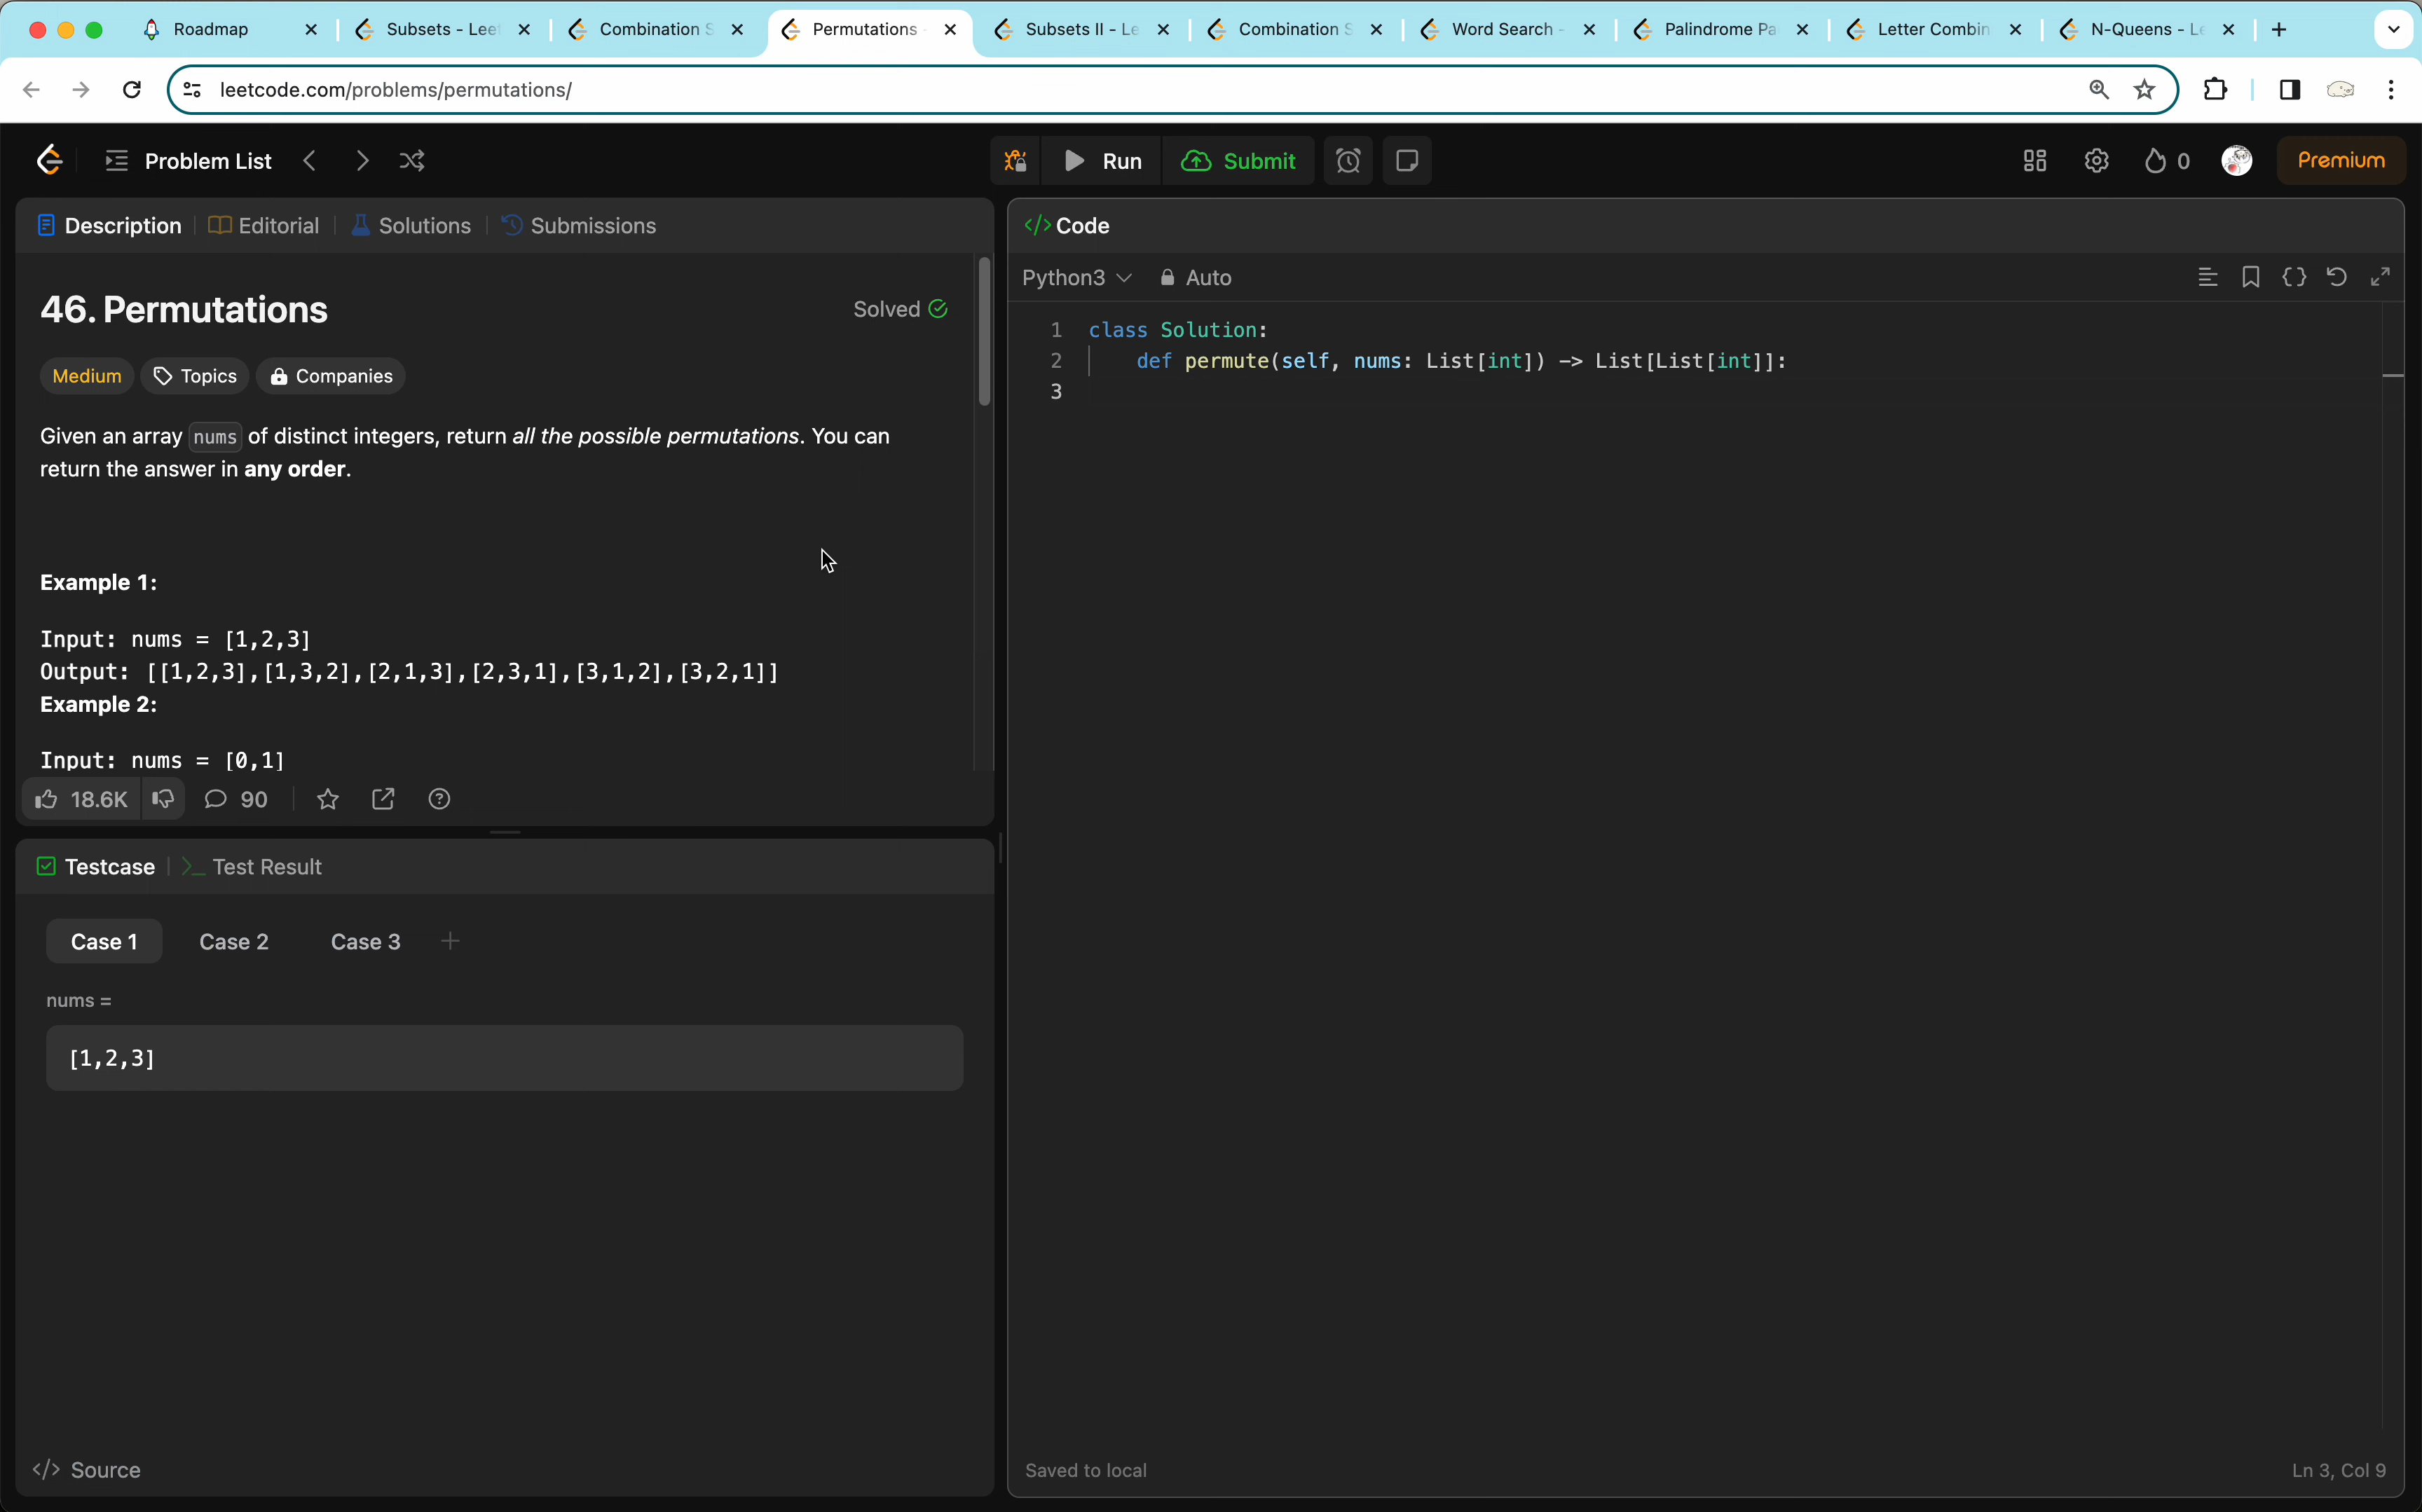 Roadmap
Subsets - Leet
Combination S
Permutations -
Subsets II - Le
Combination S
Word Search -
Palindrome Pa
Letter Combin
N-Queens - Le
leetcode.com/problems/permutations/
Problem List
Run
Submit
0
Premium
Description
Editorial
Solutions
Submissions
46. Permutations
Solved
Medium
Topics
Companies
Given an array nums of distinct integers, return all the possible permutations. You can
return the answer in any order.
Example 1:
Input: nums = [1,2,3]
Output: [[1,2,3],[1,3,2],[2,1,3],[2,3,1],[3,1,2],[3,2,1]]
Example 2:
Input: nums = [0,1]
18.6K
90
Testcase
Test Result
Case 1
Case 2
Case 3
nums =
[1,2,3]
Source
Code
Python3
Auto
1 class Solution:
2 def permute(self, nums: List[int]) -> List[List[int]]:
3
Saved to local
Ln 3, Col 9